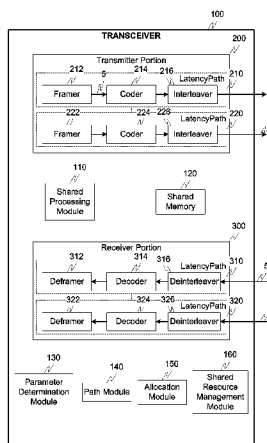 100
TRANSCEIVER
200
Transmitter Portion
212 214 216 LatencyPath 210
Framer 5 Coder Interleaver
222 224 226 LatencyPath 220
Framer Coder Interleaver
110 120
Shared Processing Module
Shared Memory
300
Receiver Portion
312 314 316 LatencyPath 310
Deframer Decoder Deinterleaver
322 324 326 LatencyPath 320
Deframer Decoder Deinterleaver
130 140 150 160
Parameter Determination Module
Path Module
Allocation Module
Shared Resource Management Module